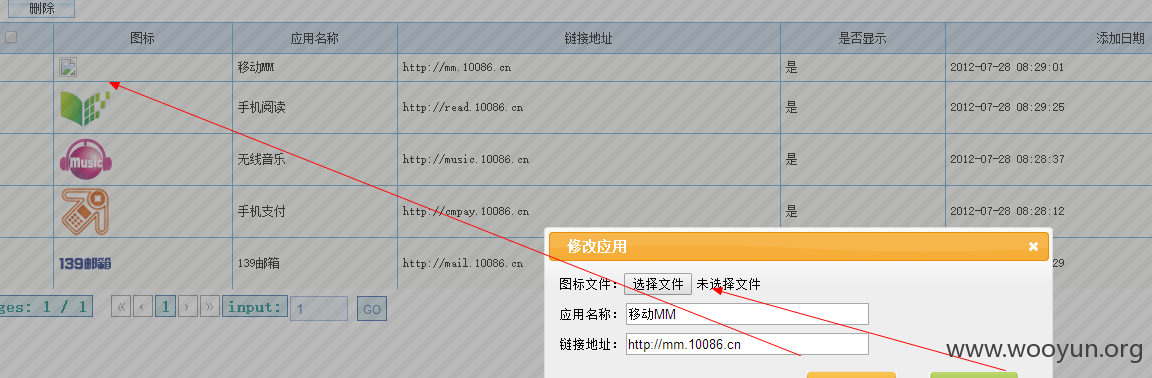 删除
图标 应用名称 链接地址 是否显示 添加日期
移动MM http://mm.10086.cn 是 2012-07-28 08:29:01
手机阅读 http://read.10086.cn 是 2012-07-28 08:29:25
Music 无线音乐 http://music.10086.cn 是 2012-07-28 08:28:37
手机支付 http://cmpay.10086.cn 是 2012-07-28 08:28:12
139邮箱 139邮箱 http://mail.10086.cn 29
ges: 1 / 1 « ‹ 1 › » input: 1 GO
修改应用 ×
图标文件: 选择文件 未选择文件
应用名称: 移动MM
链接地址: http://mm.10086.cn
www.wooyun.org